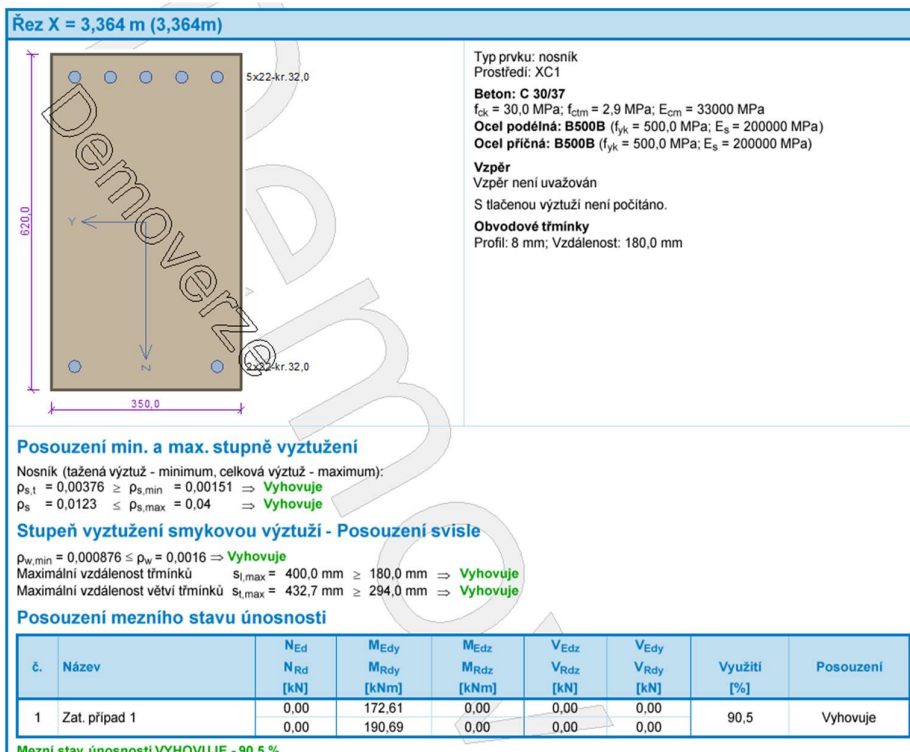 Řez X = 3,364 m (3,364m)
5x22-kr.32,0
620,0
Y
Z
2x22-kr.32,0
350,0
Demoverze
Typ prvku: nosník
Prostředí: XC1
Beton: C 30/37
fck = 30,0 MPa; fctm = 2,9 MPa; Ecm = 33000 MPa
Ocel podélná: B500B (fyk = 500,0 MPa; Es = 200000 MPa)
Ocel příčná: B500B (fyk = 500,0 MPa; Es = 200000 MPa)
Vzpěr
Vzpěr není uvažován
S tlačenou výztuží není počítáno.
Obvodové třmínky
Profil: 8 mm; Vzdálenost: 180,0 mm
Posouzení min. a max. stupně vyztužení
Nosník (tažená výztuž - minimum, celková výztuž - maximum):
ρs,t = 0,00376 ≥ ρs,min = 0,00151 ⇒ Vyhovuje
ρs = 0,0123 ≤ ρs,max = 0,04 ⇒ Vyhovuje
Stupeň vyztužení smykovou výztuží - Posouzení svisle
ρw,min = 0,000876 ≤ ρw = 0,0016 ⇒ Vyhovuje
Maximální vzdálenost třmínků sl,max = 400,0 mm ≥ 180,0 mm ⇒ Vyhovuje
Maximální vzdálenost větví třmínků st,max = 432,7 mm ≥ 294,0 mm ⇒ Vyhovuje
Posouzení mezního stavu únosnosti
č. Název NEd MEdy MEdz VEdz VEdy Využití Posouzení
NRd MRdy MRdz VRdz VRdy
[kN] [kNm] [kNm] [kN] [kN] [%]
1 Zat. případ 1 0,00 172,61 0,00 0,00 0,00 90,5 Vyhovuje
0,00 190,69 0,00 0,00 0,00
Mezní stav únosnosti VYHOVUJE - 90,5 %